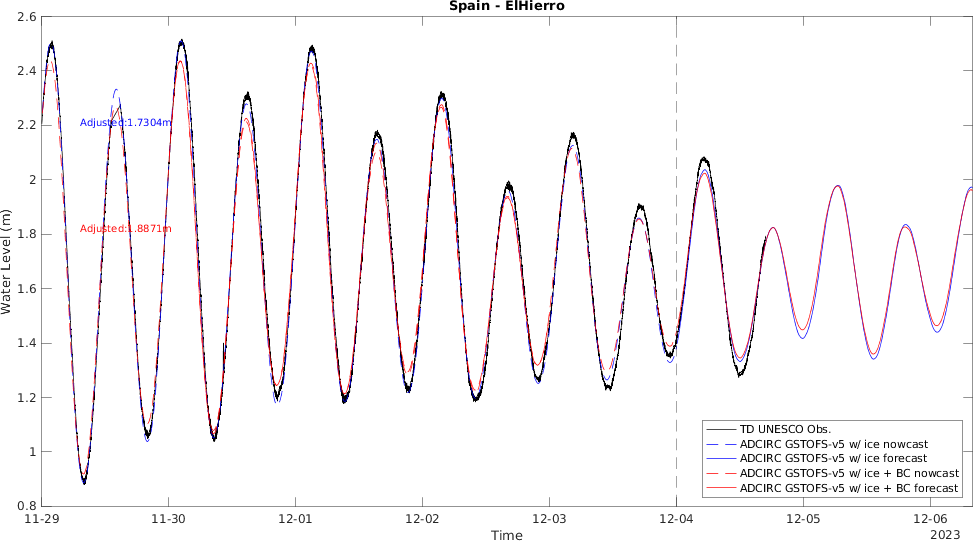 Spain - ElHierro
2.6
2.4
2.2
2
1.8
1.6
1.4
1.2
1
0.8
Water Level (m)
Adjusted:1.7304m
Adjusted:1.8871m
TD UNESCO Obs.
ADCIRC GSTOFS-v5 w/ ice nowcast
ADCIRC GSTOFS-v5 w/ ice forecast
ADCIRC GSTOFS-v5 w/ ice + BC nowcast
ADCIRC GSTOFS-v5 w/ ice + BC forecast
11-29 11-30 12-01 12-02 12-03 12-04 12-05 12-06
Time
2023